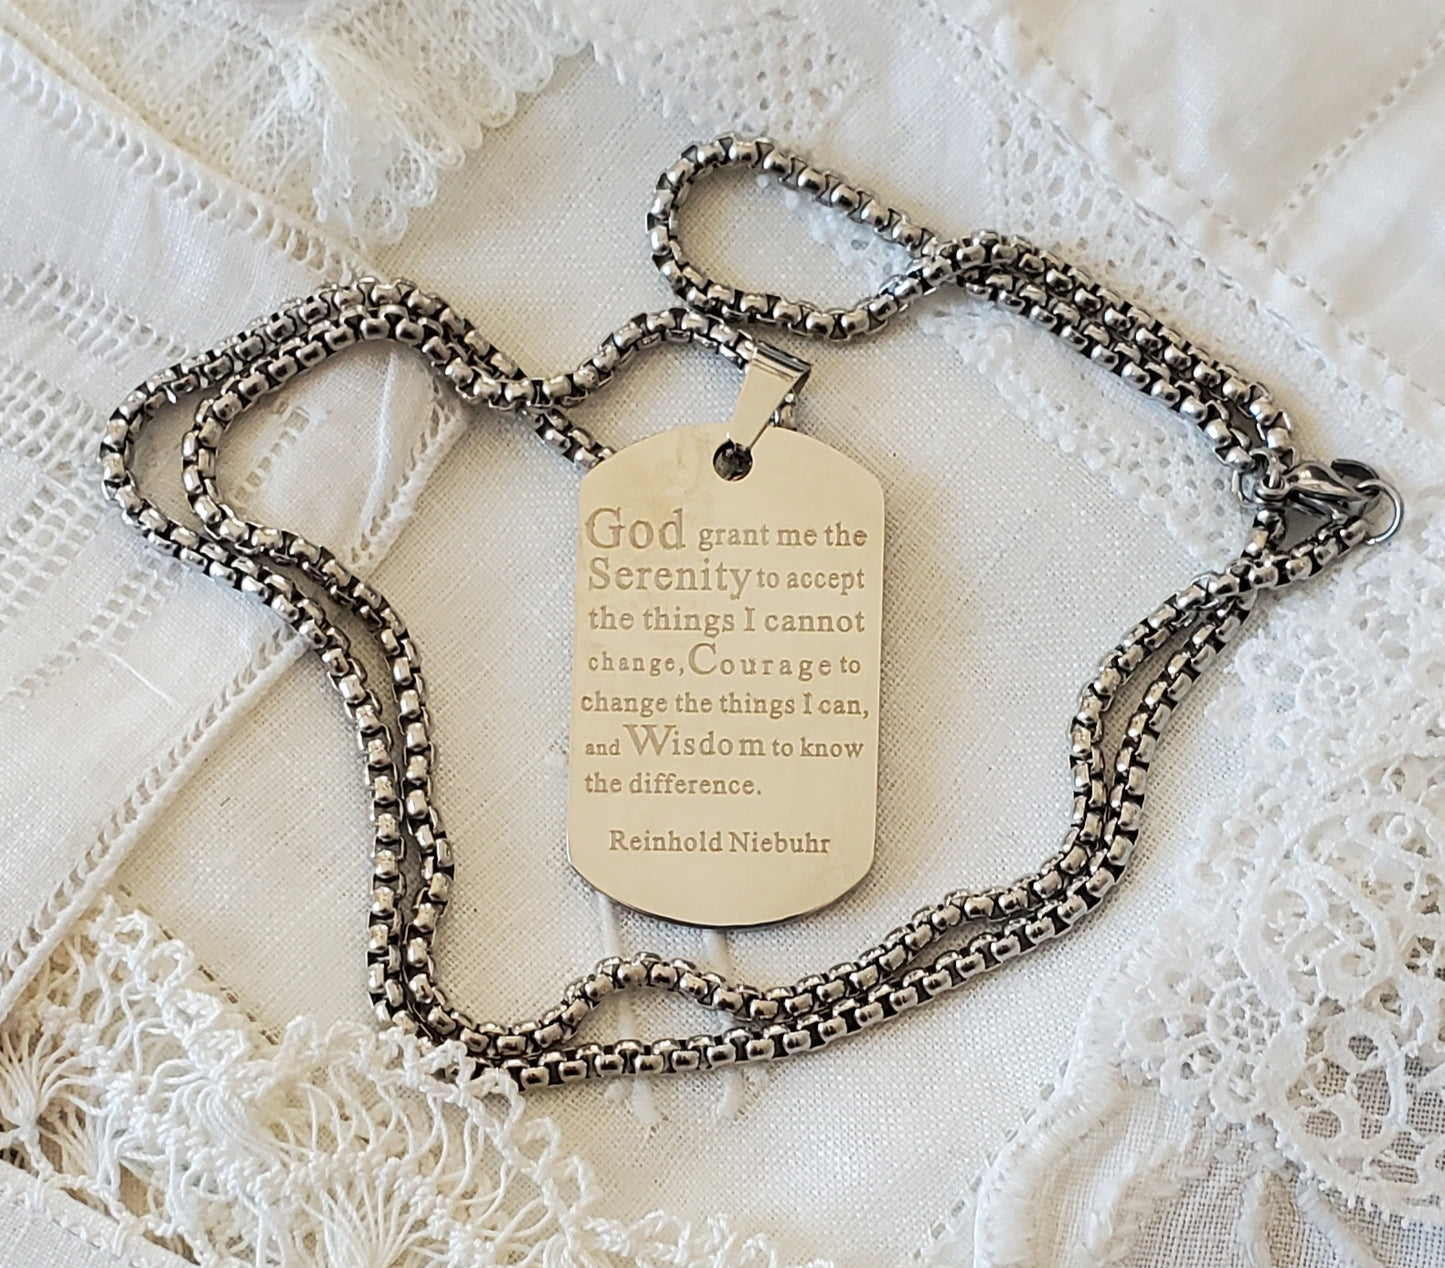 God grant me the
Serenity to accept
the things I cannot
change, Courage to
change the things I can,
and Wisdom to know
the difference.
Reinhold Niebuhr